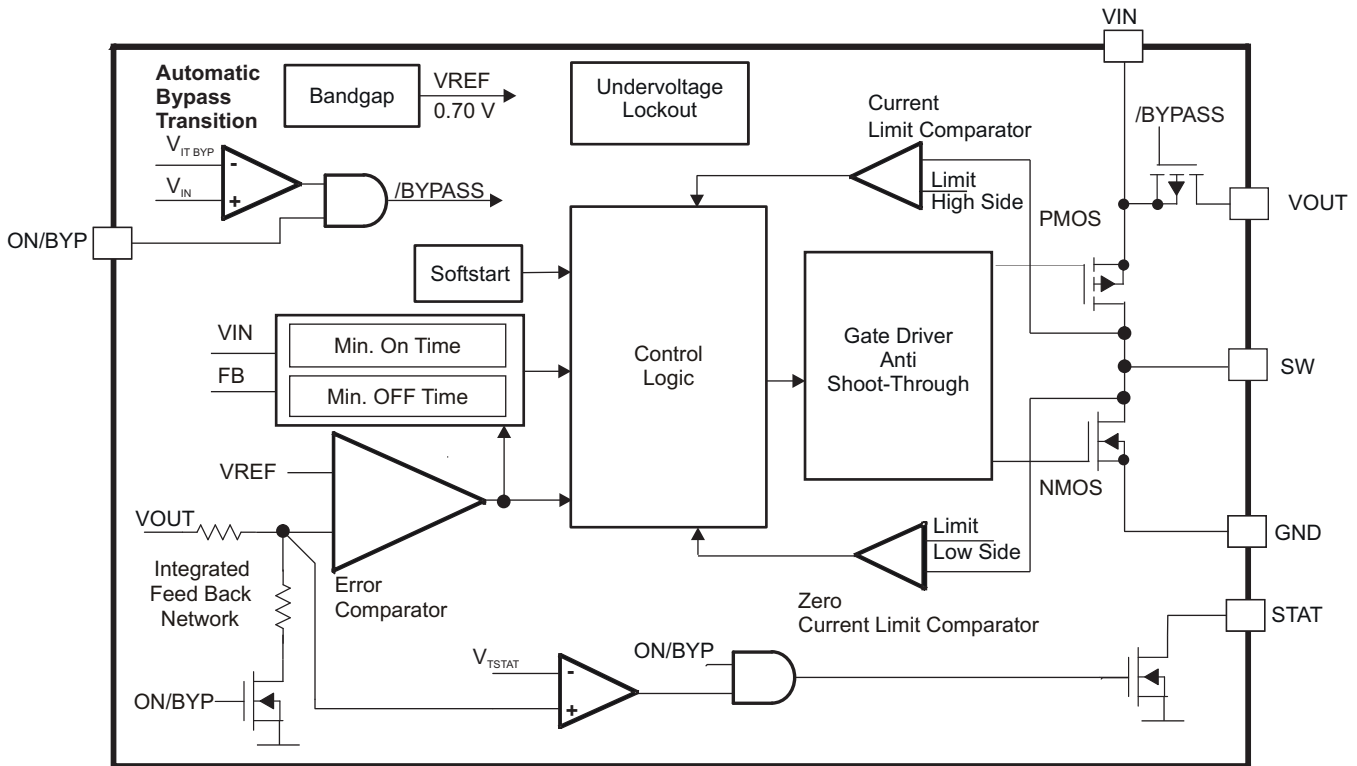 VIN
Automatic
Bypass
Transition
Bandgap
VREF
0.70 V
Undervoltage
Lockout
Current
Limit Comparator
/BYPASS
V IT BYP
-
V IN
+
/BYPASS
Limit
High Side
PMOS
VOUT
ON/BYP
Softstart
VIN
FB
Min. On Time
Min. OFF Time
Control
Logic
Gate Driver
Anti
Shoot-Through
SW
VREF
VOUT
NMOS
Limit
Low Side
GND
Integrated
Feed Back
Network
Error
Comparator
Zero
Current Limit Comparator
STAT
V TSTAT
-
+
ON/BYP
ON/BYP